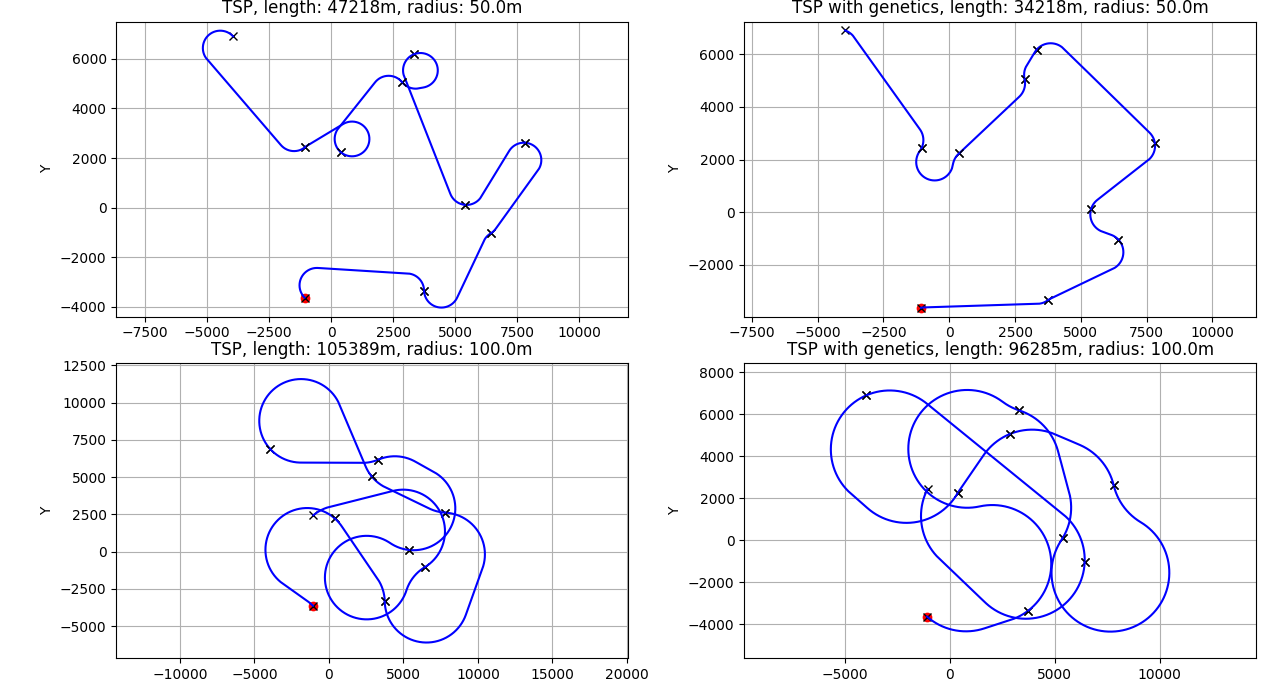 TSP, length: 47218m, radius: 50.0m
6000
4000
2000
0
−2000
−4000
Y
−7500 −5000 −2500 0 2500 5000 7500 10000
TSP with genetics, length: 34218m, radius: 50.0m
6000
4000
2000
0
−2000
Y
−7500 −5000 −2500 0 2500 5000 7500 10000
TSP, length: 105389m, radius: 100.0m
12500
10000
7500
5000
2500
0
−2500
−5000
Y
−10000 −5000 0 5000 10000 15000 20000
TSP with genetics, length: 96285m, radius: 100.0m
8000
6000
4000
2000
0
−2000
−4000
Y
−5000 0 5000 10000